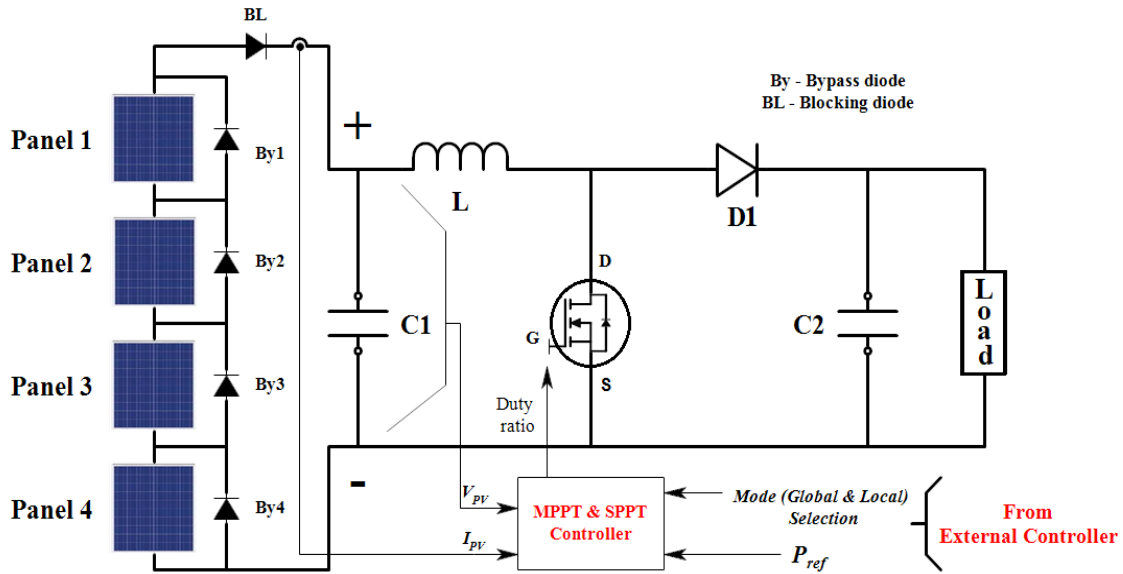 BL
By - Bypass diode
BL - Blocking diode
Panel 1
By1
+
L
D1
Panel 2
By2
D
C1
G
C2
Load
S
Panel 3
By3
Duty
ratio
Panel 4
By4
-
V_PV
I_PV
MPPT & SPPT
Controller
Mode (Global & Local)
Selection
P_ref
From
External Controller